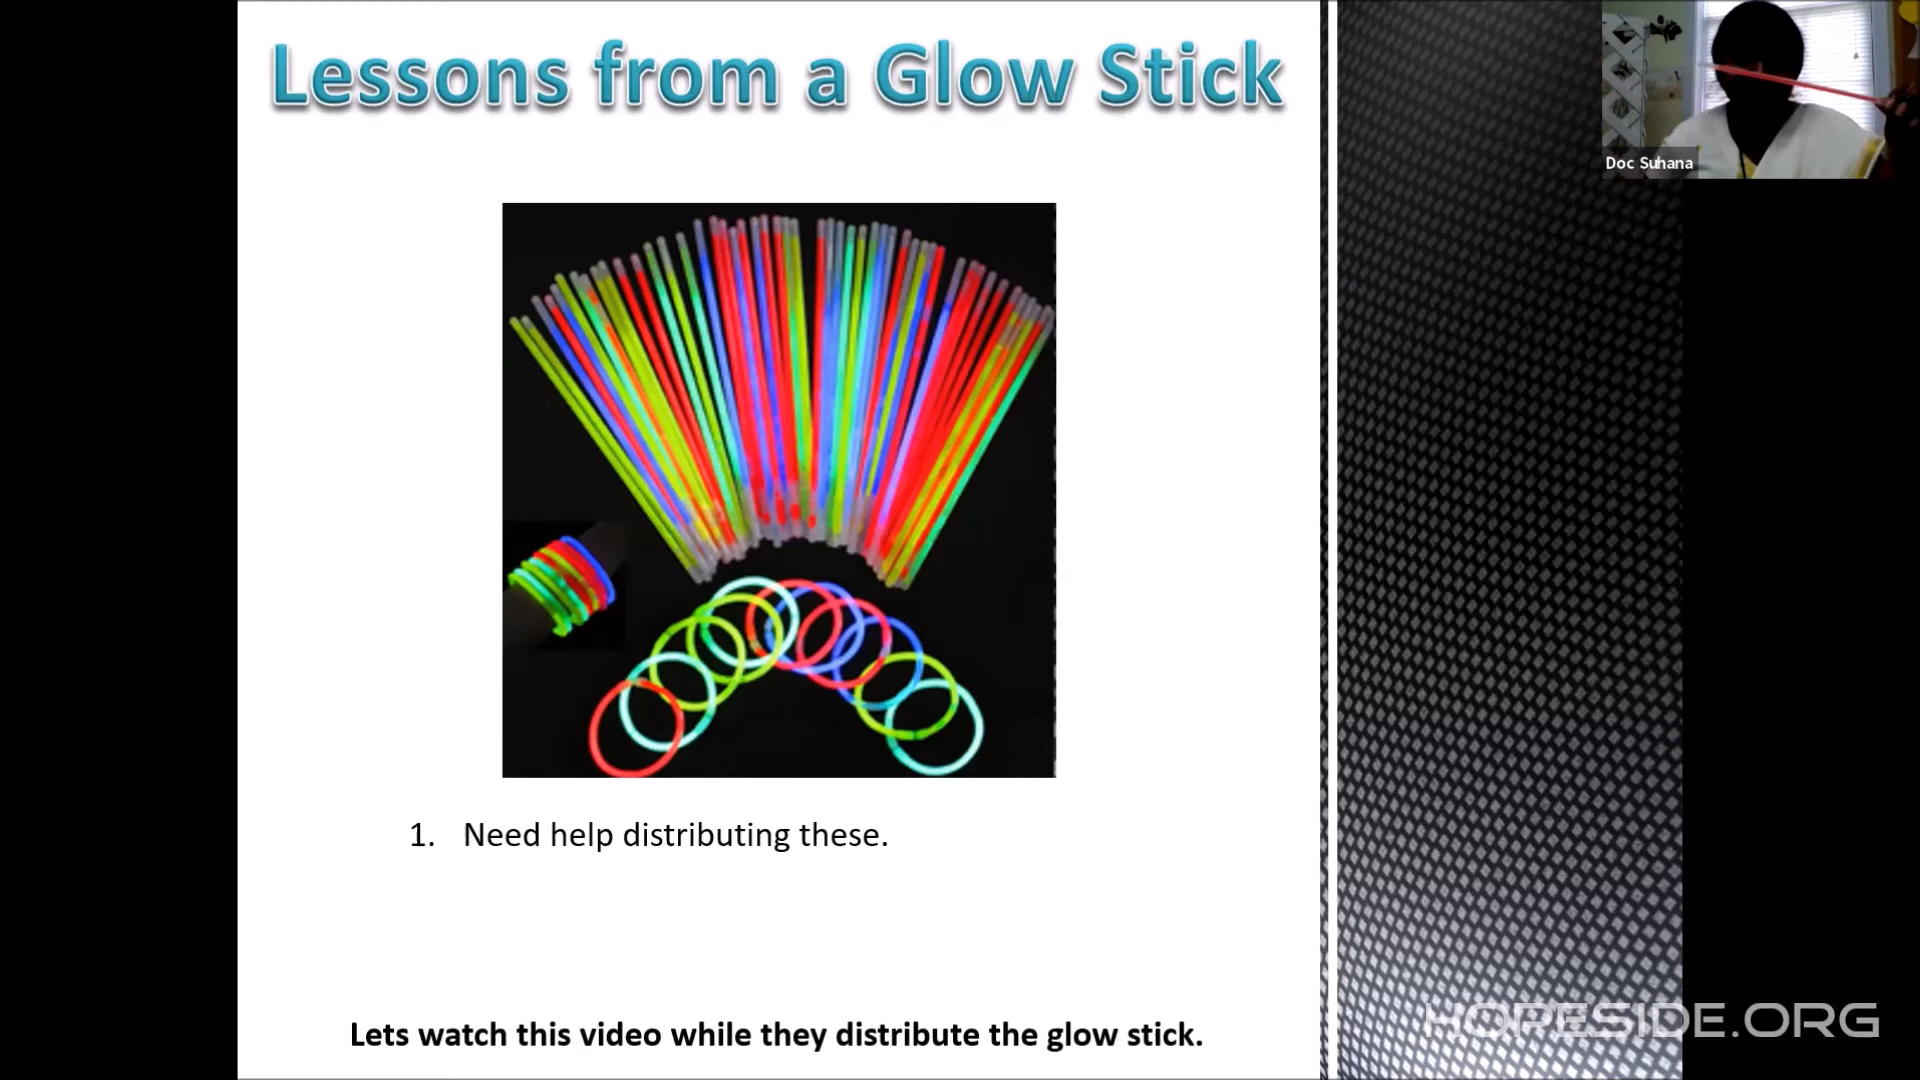 Lessons from a Glow Stick
Doc Suhana
1. Need help distributing these.
Lets watch this video while they distribute the glow stick.
HOPESIDE.ORG